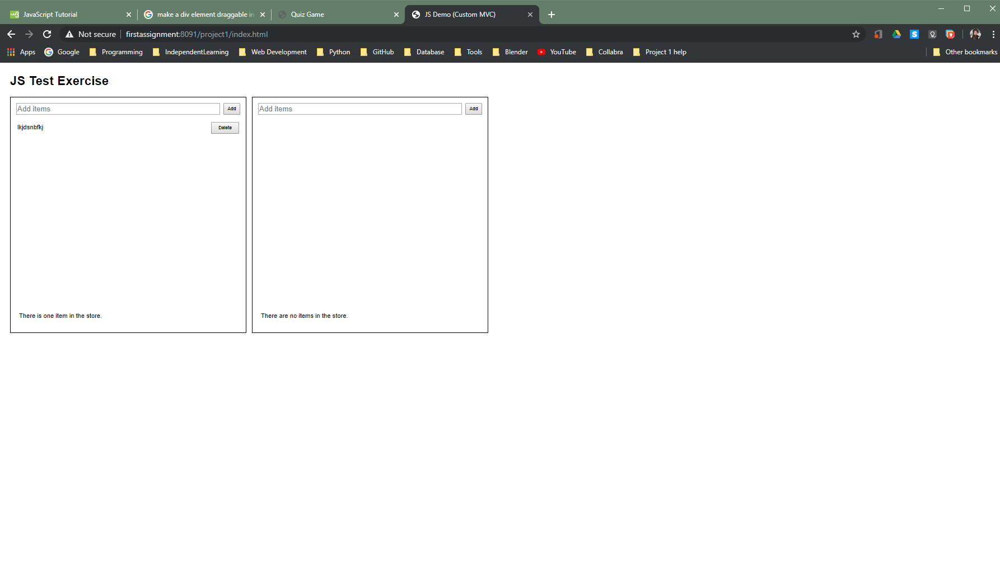 JavaScript Tutorial
make a div element draggable in
Quiz Game
JS Demo (Custom MVC)
Not secure
firstassignment:8091/project1/index.html
Apps Google Programming IndependentLearning Web Development Python GitHub Database Tools Blender YouTube Collabra Project 1 help Other bookmarks
JS Test Exercise
Add items Add
lkjdsnbfkj Delete
There is one item in the store.
Add items Add
There are no items in the store.